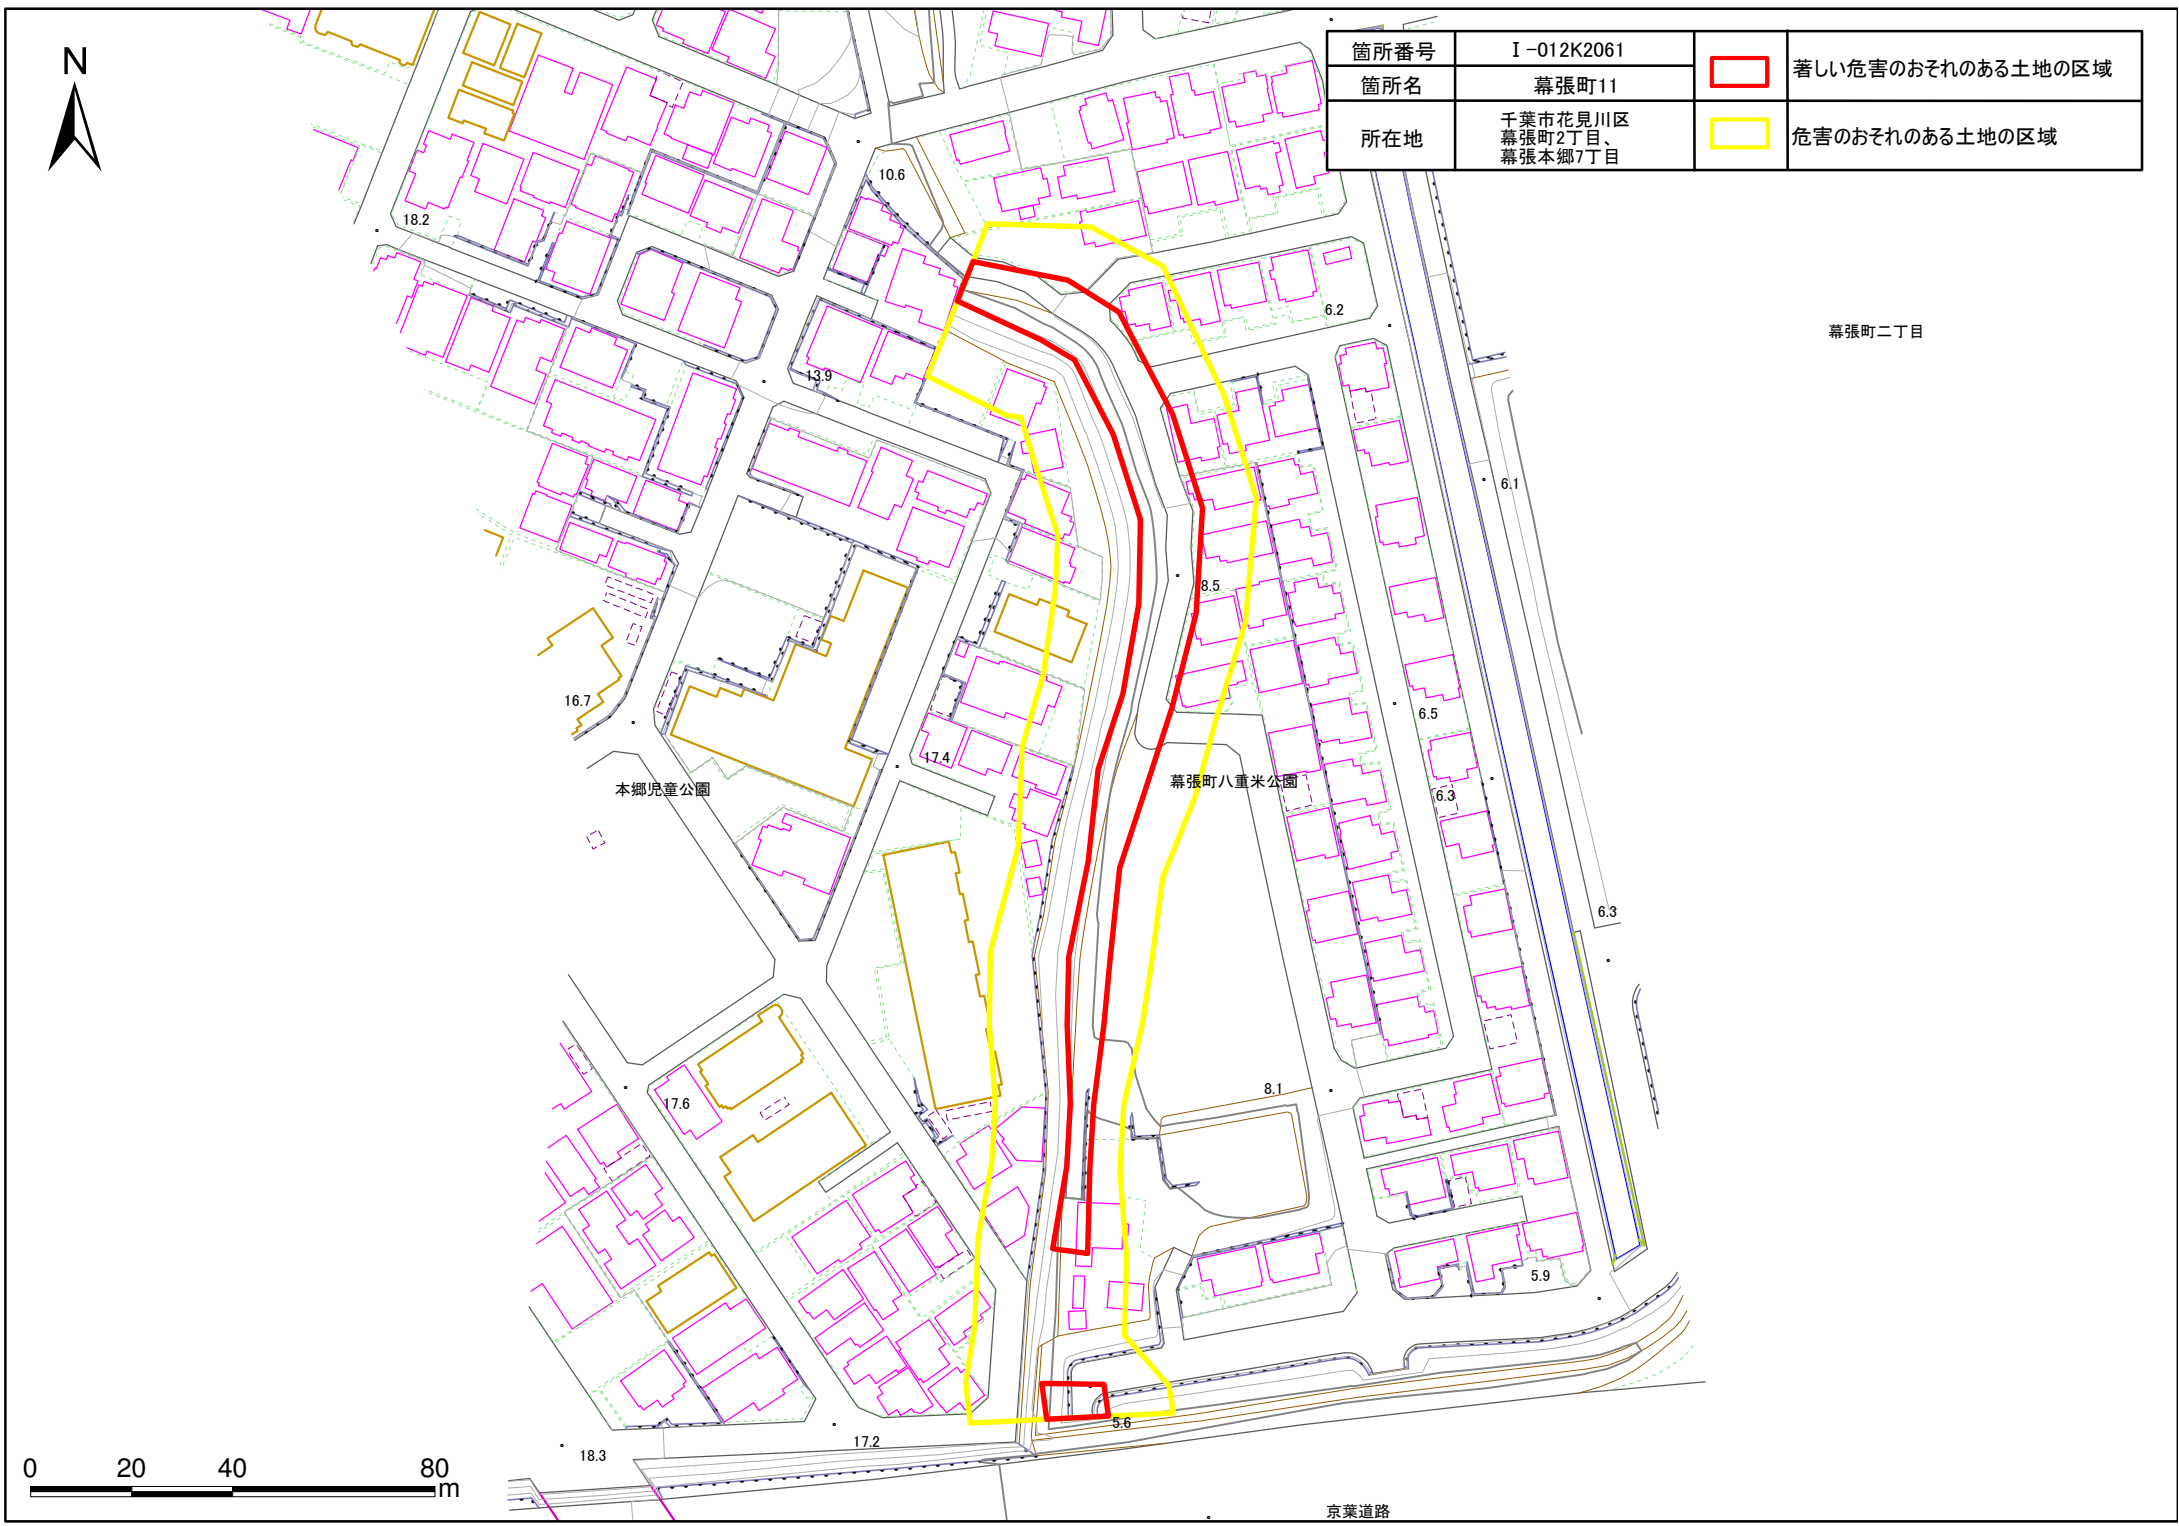 N
箇所番号 Ⅰ-012K2061 著しい危害のおそれのある土地の区域
箇所名 幕張町11
所在地 千葉市花見川区
幕張町2丁目、
幕張本郷7丁目
危害のおそれのある土地の区域
10.6
18.2
6.2
幕張町二丁目
13.9
6.1
8.5
16.7
6.5
17.4
本郷児童公園
幕張町八重米公園
6.3
6.3
8.1
17.6
5.9
5.6
17.2
18.3
0 20 40 80
m
京葉道路